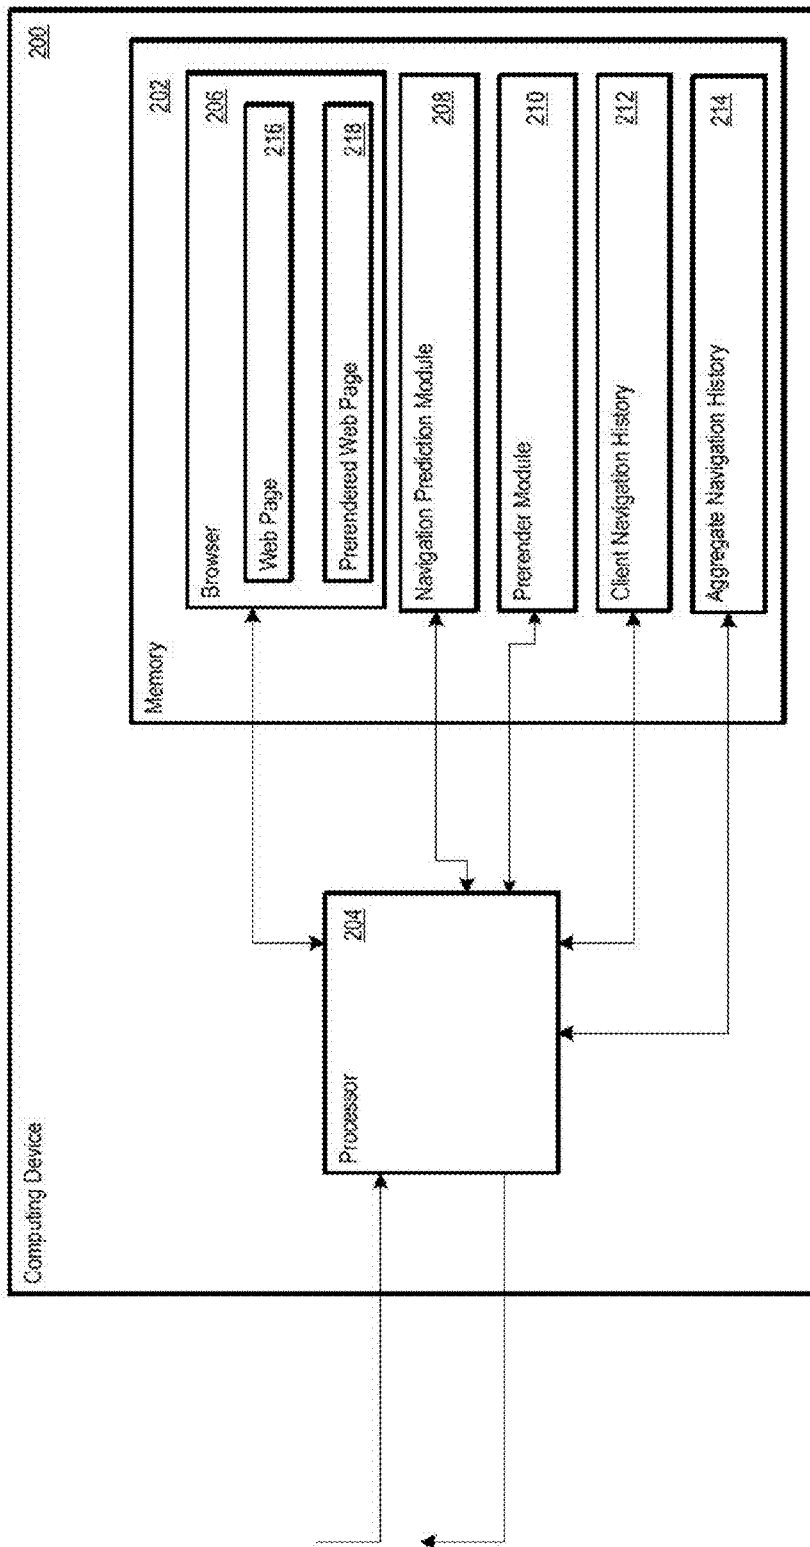 Computing Device 200
Processor 204
Memory 202
Browser 206
Web Page 216
Prerendered Web Page 218
Navigation Prediction Module 208
Prerender Module 210
Client Navigation History 212
Aggregate Navigation History 214